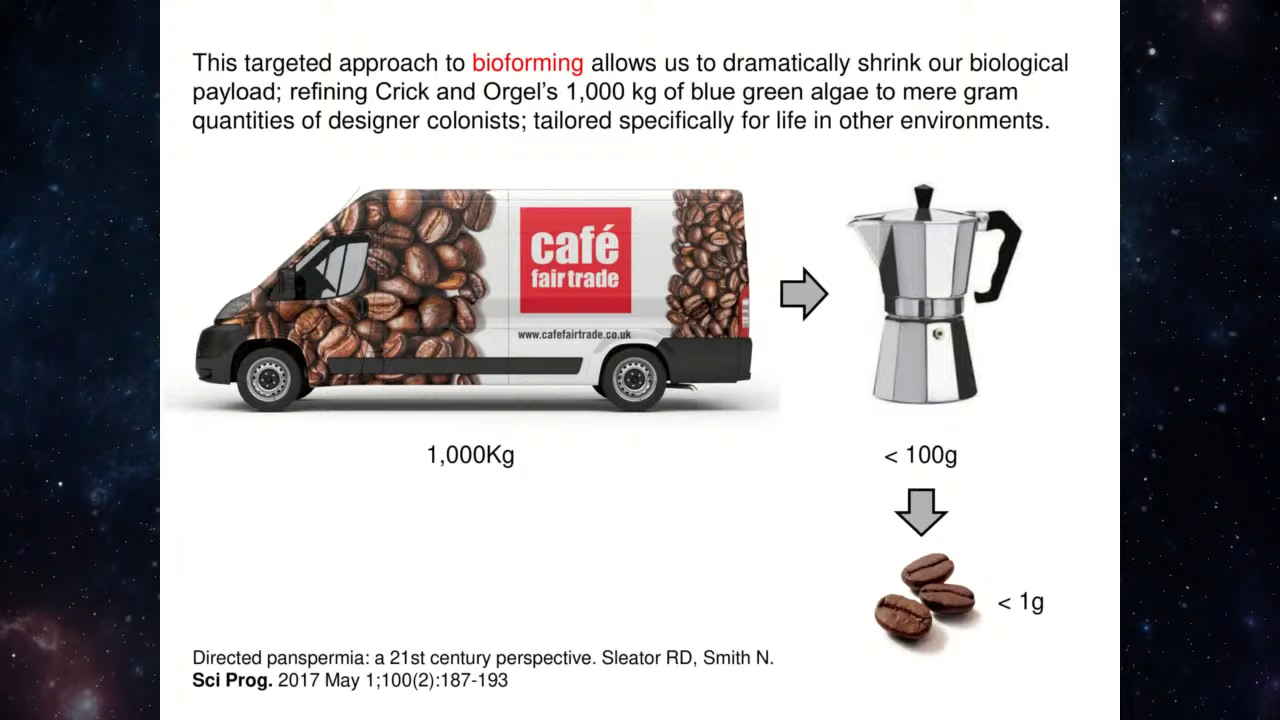 This targeted approach to bioforming allows us to dramatically shrink our biological
payload; refining Crick and Orgel's 1,000 kg of blue green algae to mere gram
quantities of designer colonists; tailored specifically for life in other environments.
café
fair trade
www.cafefairtrade.co.uk
1,000Kg
< 100g
< 1g
Directed panspermia: a 21st century perspective. Sleator RD, Smith N.
Sci Prog. 2017 May 1;100(2):187-193